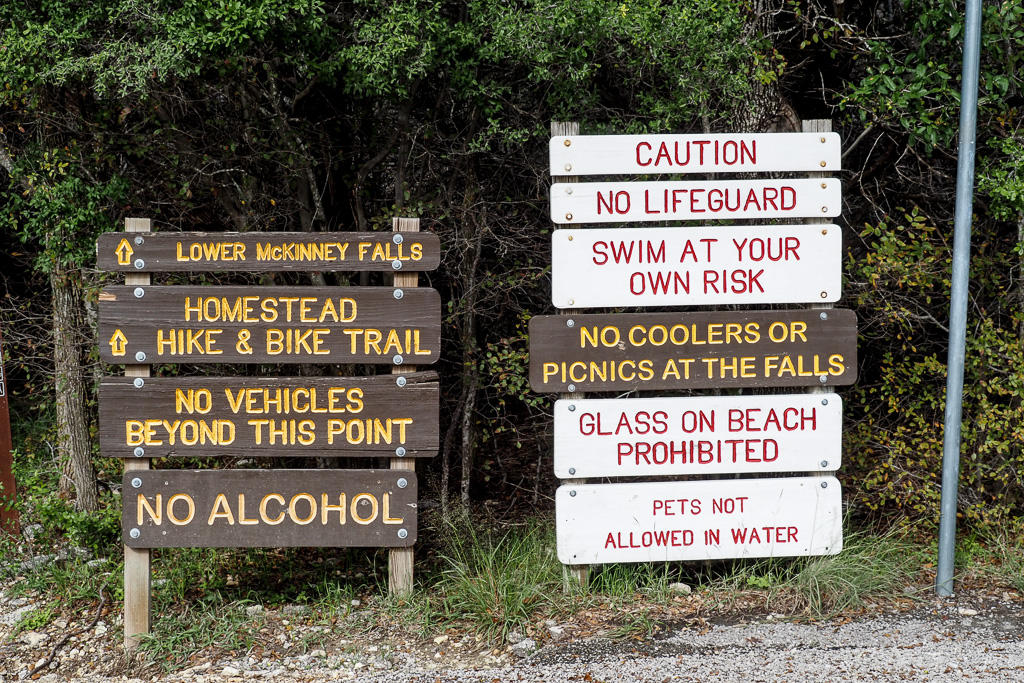 LOWER McKINNEY FALLS
HOMESTEAD
HIKE & BIKE TRAIL
NO VEHICLES
BEYOND THIS POINT
NO ALCOHOL
CAUTION
NO LIFEGUARD
SWIM AT YOUR
OWN RISK
NO COOLERS OR
PICNICS AT THE FALLS
GLASS ON BEACH
PROHIBITED
PETS NOT
ALLOWED IN WATER